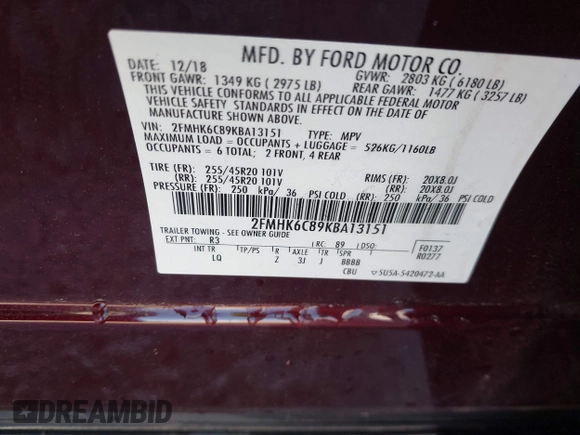 MFD. BY FORD MOTOR CO.
DATE: 12/18 GVWR: 2803 KG ( 6180 LB)
FRONT GAWR: 1349 KG ( 2975 LB) REAR GAWR: 1477 KG ( 3257 LB)
VEHICLE CONFORMS TO ALL APPLICABLE FEDERAL MOTOR
VEHICLE SAFETY STANDARDS IN EFFECT ON THE DATE OF
MANUFACTURE SHOWN ABOVE.
VIN: 2FMHK6C89KBA13151 TYPE: MPV
MAXIMUM LOAD = OCCUPANTS + LUGGAGE = 526KG/1160LB
OCCUPANTS = 6 TOTAL; 2 FRONT, 4 REAR
TIRE (FR): 255/45R20 101V RIMS (FR): 20X8.0J
(RR): 255/45R20 101V (RR): 20X8.0J
PRESSURE (FR): 250 kPa/ 36 PSI COLD (RR): 250 kPa/ 36 PSI COLD
2FMHK6C89KBA13151
TRAILER TOWING - SEE OWNER GUIDE
EXT PNT: R3 RC: 89 DSO: F0137
INT TR TP/PS R AXLE TR SPR R0277
LQ Z 3J J BBBB
CBU 5U5A-5420472-AA
DREAMBID